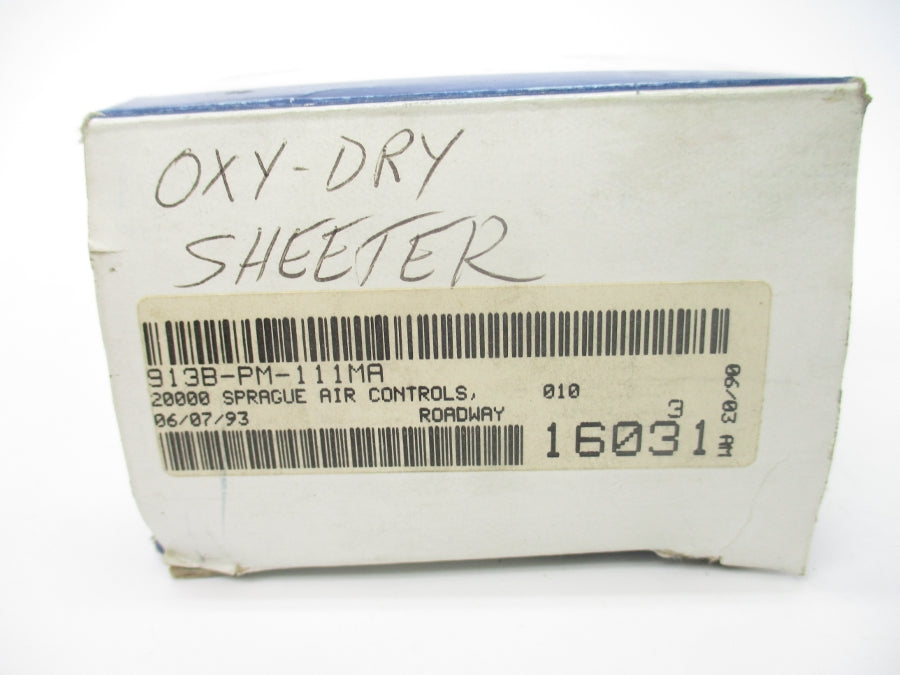 OXY-DRY
SHEETER
913B-PM-111MA
20000 SPRAGUE AIR CONTROLS, 010
06/07/93 ROADWAY 3
16031
06/03 AM